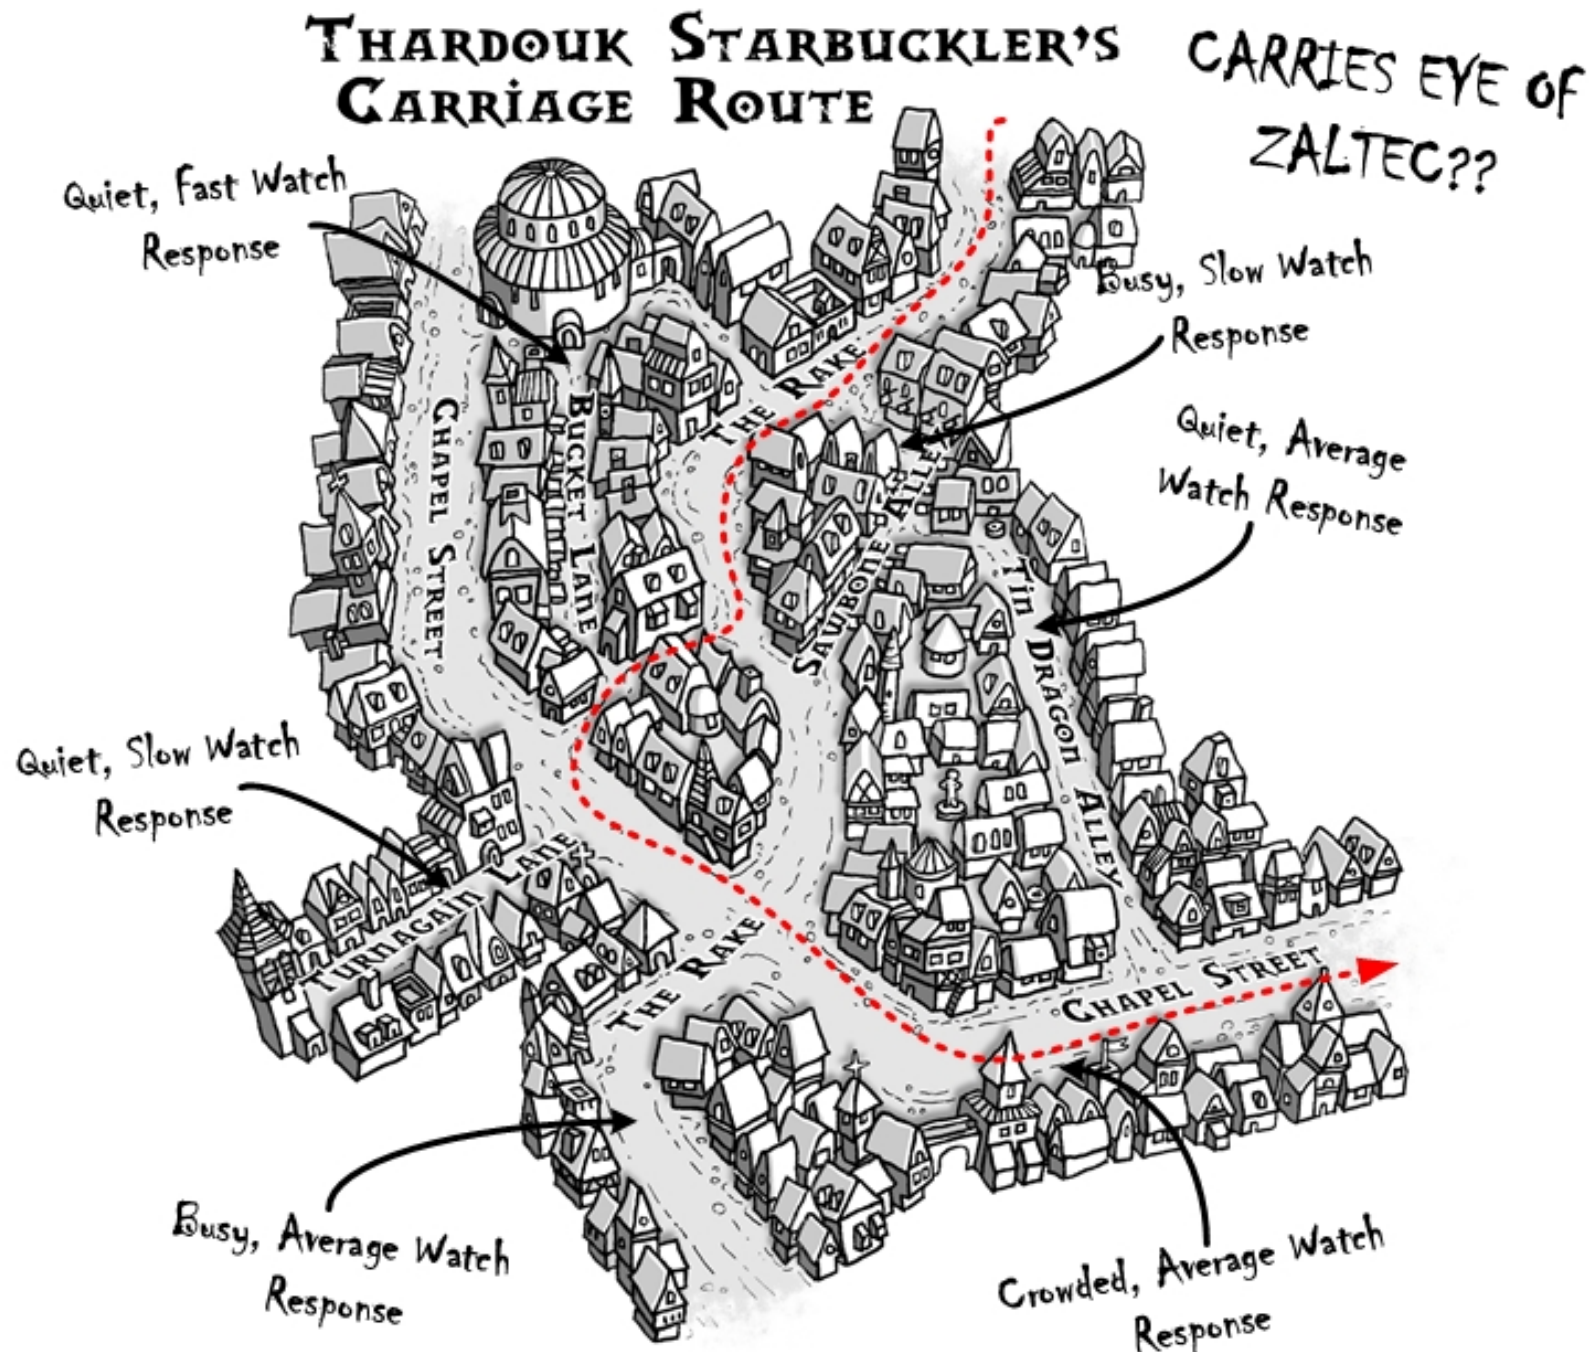 Thardouk Starbuckler's
Carriage Route
CARRIES EYE OF
ZALTEC??
Quiet, Fast Watch
Response
Busy, Slow Watch
Response
The Rake
Chapel Street
Bucket Lane
Sawbone Alley
Quiet, Average
Watch Response
Tin Dragon Alley
Quiet, Slow Watch
Response
Turnagain Lane
The Rake
Chapel Street
Busy, Average Watch
Response
Crowded, Average Watch
Response